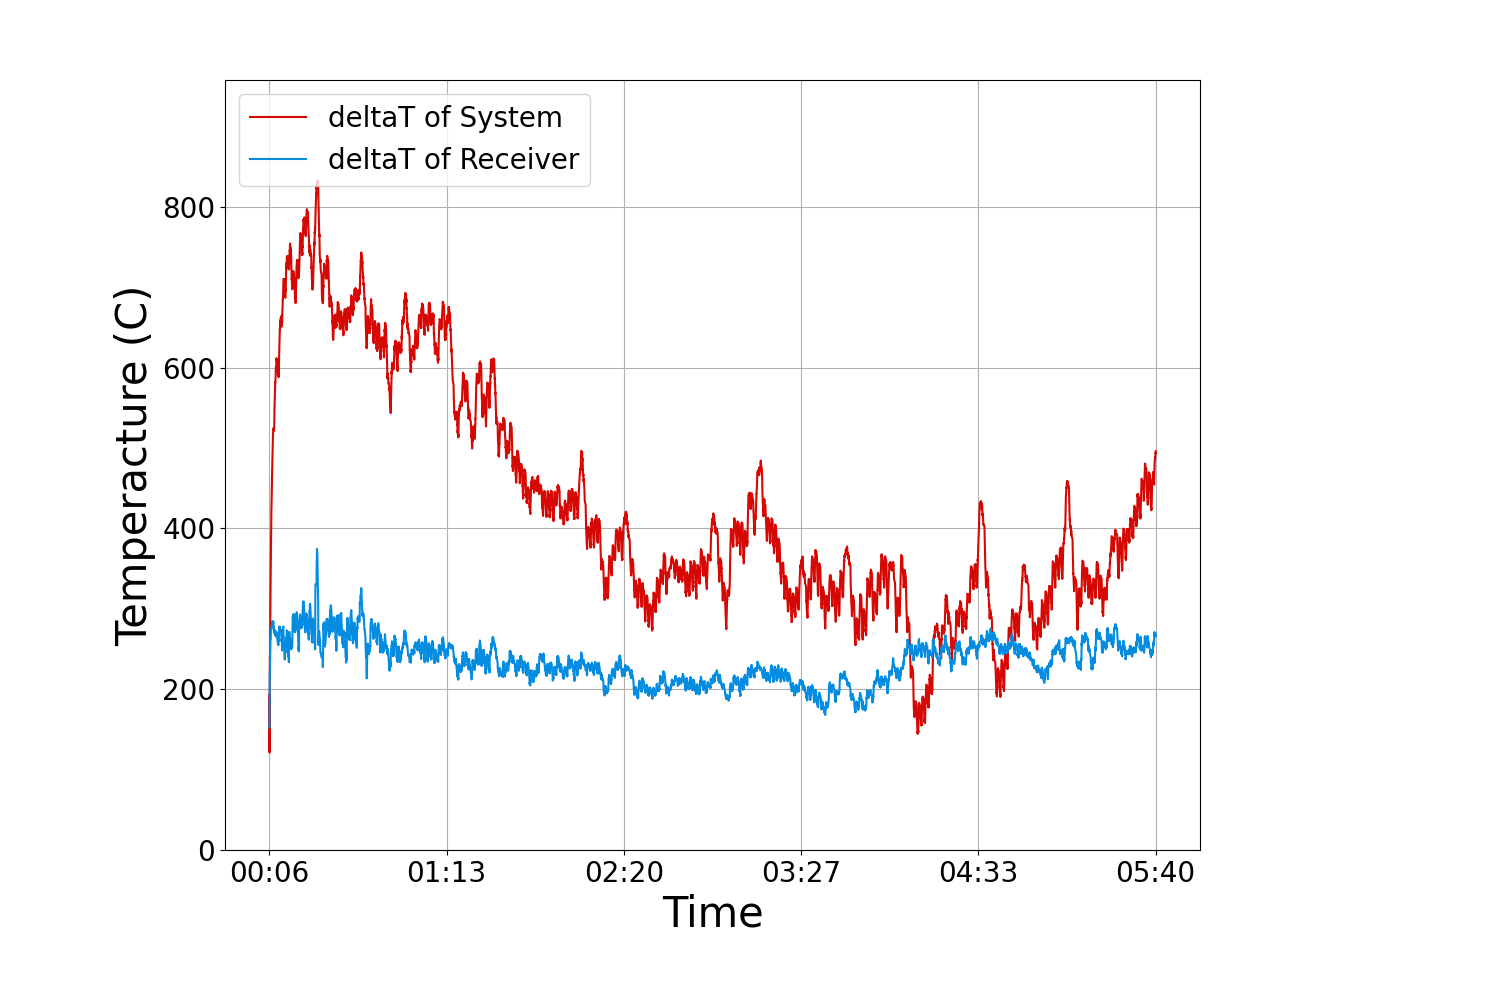 deltaT of System
deltaT of Receiver
Temperacture (C)
800
600
400
200
0
00:06 01:13 02:20 03:27 04:33 05:40
Time